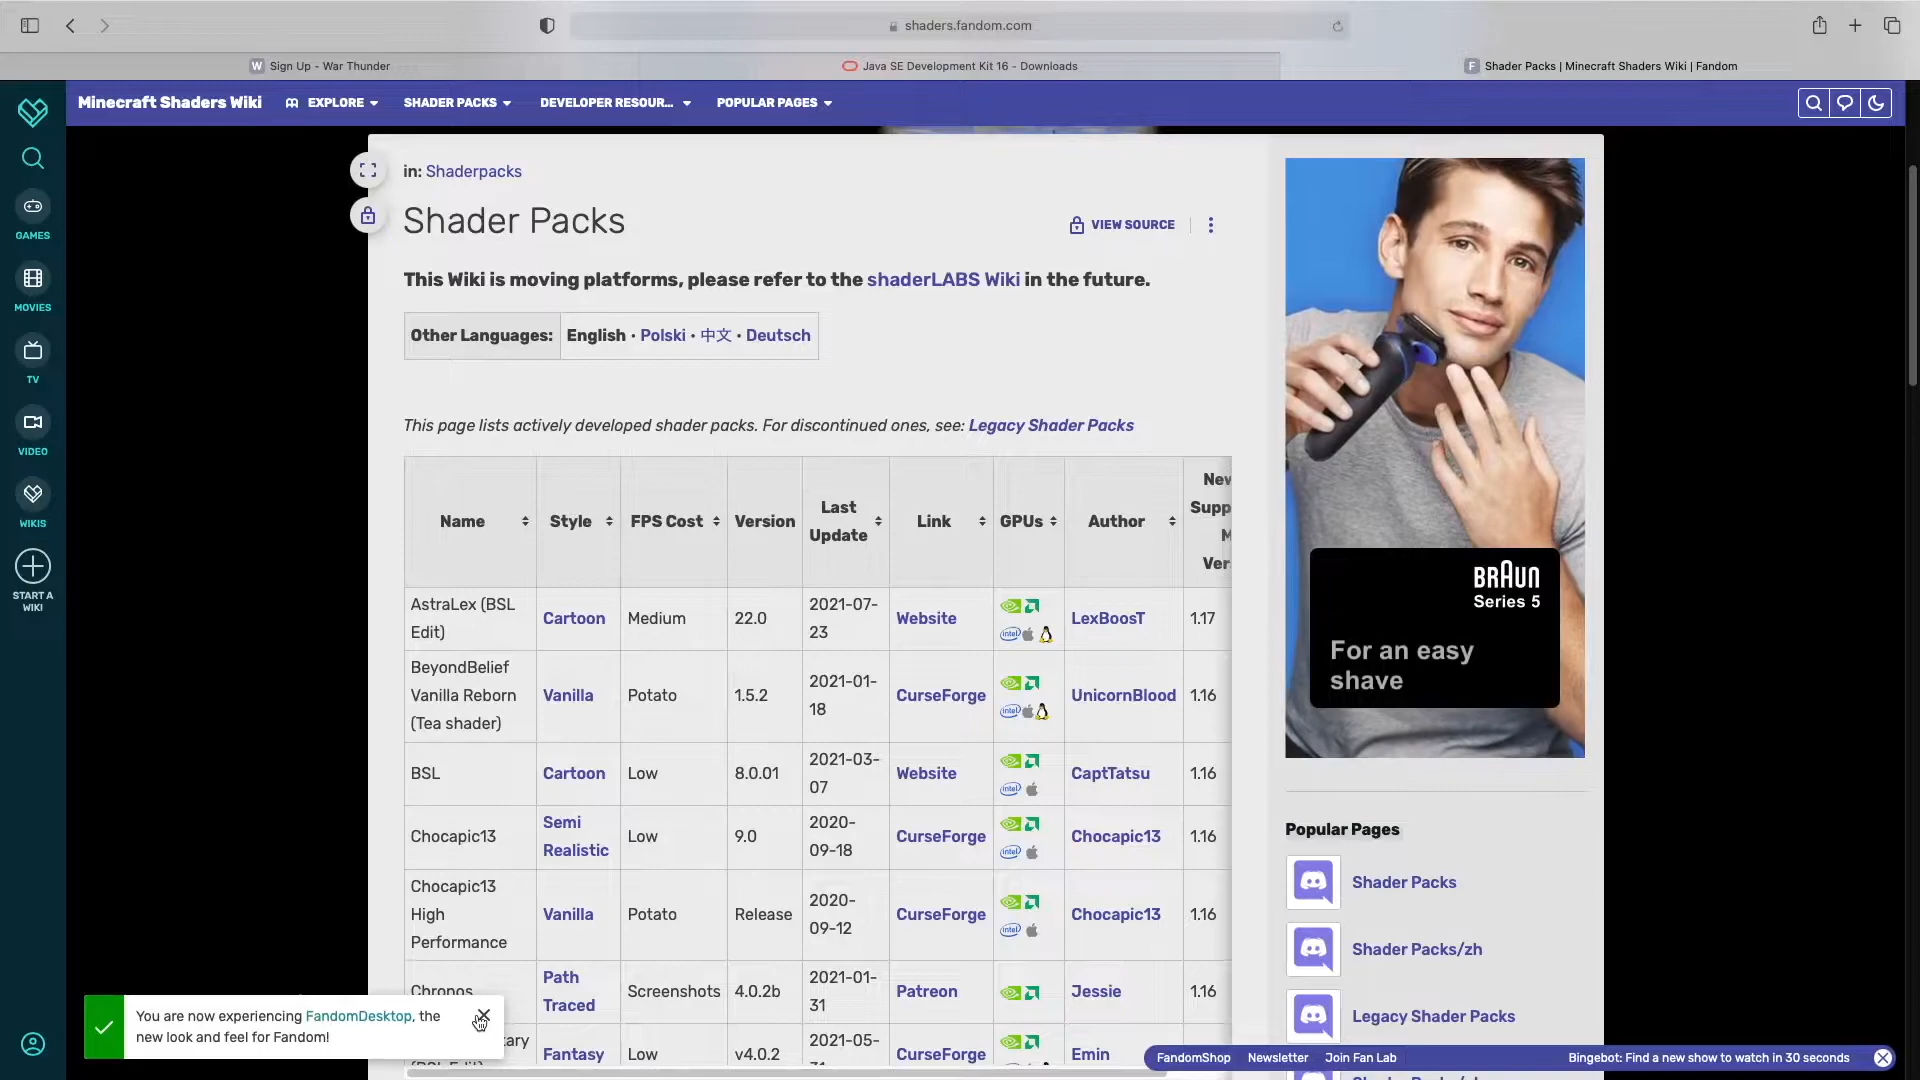 shaders.fandom.com
W Sign Up - War Thunder
Java SE Development Kit 16 - Downloads
F Shader Packs | Minecraft Shaders Wiki | Fandom
Minecraft Shaders Wiki
EXPLORE
SHADER PACKS
DEVELOPER RESOUR...
POPULAR PAGES
GAMES
MOVIES
TV
VIDEO
WIKIS
START A
WIKI
in: Shaderpacks
Shader Packs
VIEW SOURCE
This Wiki is moving platforms, please refer to the shaderLABS Wiki in the future.
Other Languages: English • Polski • 中文 • Deutsch
This page lists actively developed shader packs. For discontinued ones, see: Legacy Shader Packs
Name Style FPS Cost Version Last Update Link GPUs Author
AstraLex (BSL Edit) Cartoon Medium 22.0 2021-07-23 Website intel LexBoosT 1.17
BeyondBelief Vanilla Reborn (Tea shader) Vanilla Potato 1.5.2 2021-01-18 CurseForge intel UnicornBlood 1.16
BSL Cartoon Low 8.0.01 2021-03-07 Website intel CaptTatsu 1.16
Chocapic13 Semi Realistic Low 9.0 2020-09-18 CurseForge intel Chocapic13 1.16
Chocapic13 High Performance Vanilla Potato Release 2020-09-12 CurseForge intel Chocapic13 1.16
Chronos Path Traced Screenshots 4.0.2b 2021-01-31 Patreon Jessie 1.16
Fantasy Low v4.0.2 2021-05- CurseForge Emin
You are now experiencing FandomDesktop, the
new look and feel for Fandom!
BRAUN
Series 5
For an easy
shave
Popular Pages
Shader Packs
Shader Packs/zh
Legacy Shader Packs
FandomShop Newsletter Join Fan Lab
Bingebot: Find a new show to watch in 30 seconds